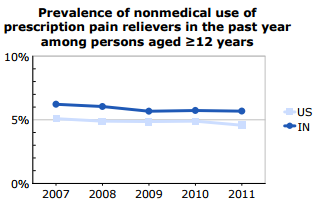 Prevalence of nonmedical use of
prescription pain relievers in the past year
among persons aged ≥12 years
10%
5%
0%
US
IN
2007 2008 2009 2010 2011